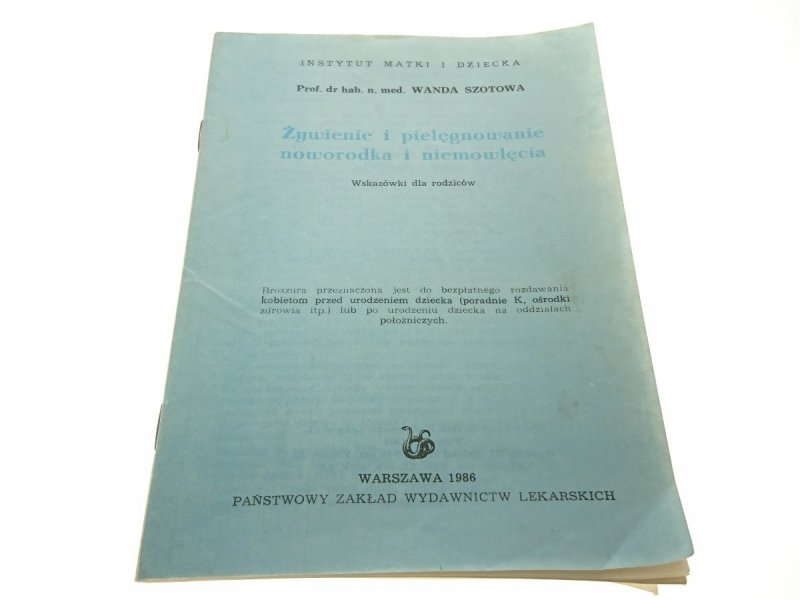 INSTYTUT MATKI I DZIECKA
Prof. dr hab. n. med. WANDA SZOTOWA
Żywienie i pielęgnowanie
noworodka i niemowlęcia
Wskazówki dla rodziców
Broszura przeznaczona jest do bezpłatnego rozdawania
kobietom przed urodzeniem dziecka (poradnie K, ośrodki
zdrowia itp.) lub po urodzeniu dziecka na oddziałach
położniczych.
WARSZAWA 1986
PAŃSTWOWY ZAKŁAD WYDAWNICTW LEKARSKICH